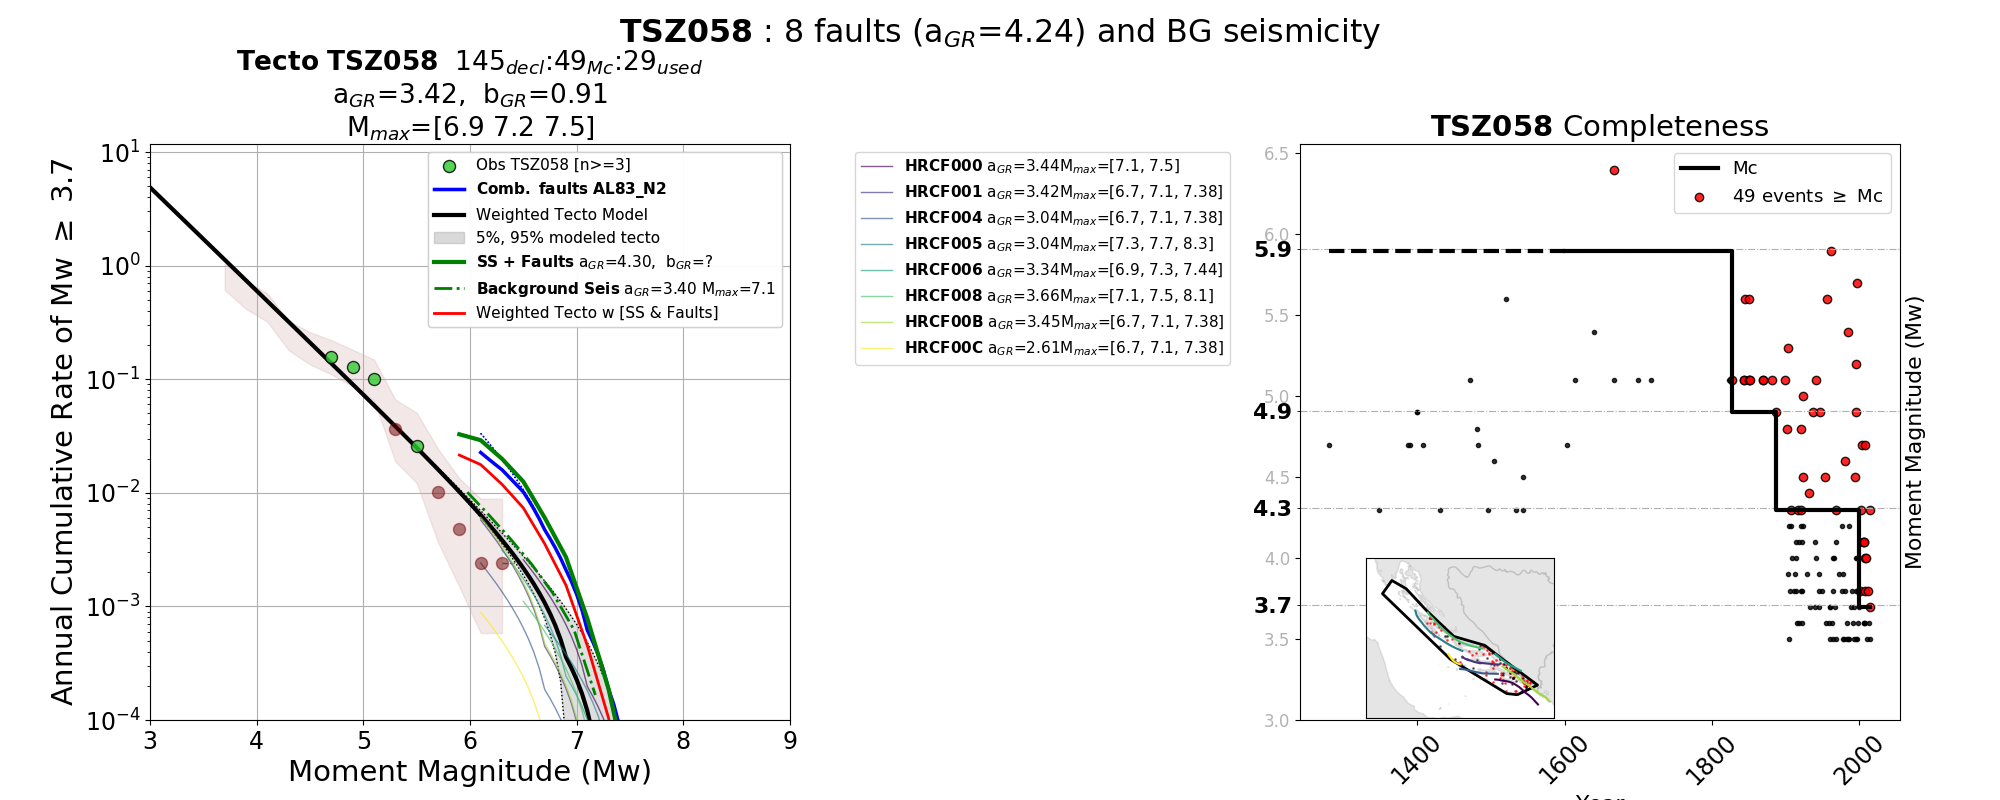 TSZ058 : 8 faults (aGR=4.24) and BG seismicity
Tecto TSZ058 145decl:49Mc:29used
aGR=3.42, bGR=0.91
Mmax=[6.9 7.2 7.5]
Annual Cumulative Rate of Mw ≥ 3.7
10^1
10^0
10^-1
10^-2
10^-3
10^-4
3 4 5 6 7 8 9
Moment Magnitude (Mw)
Obs TSZ058 [n>=3]
Comb. faults AL83_N2
Weighted Tecto Model
5%, 95% modeled tecto
SS + Faults aGR=4.30, bGR=?
Background Seis aGR=3.40 Mmax=7.1
Weighted Tecto w [SS & Faults]
HRCF000 aGR=3.44Mmax=[7.1, 7.5]
HRCF001 aGR=3.42Mmax=[6.7, 7.1, 7.38]
HRCF004 aGR=3.04Mmax=[6.7, 7.1, 7.38]
HRCF005 aGR=3.04Mmax=[7.3, 7.7, 8.3]
HRCF006 aGR=3.34Mmax=[6.9, 7.3, 7.44]
HRCF008 aGR=3.66Mmax=[7.1, 7.5, 8.1]
HRCF00B aGR=3.45Mmax=[6.7, 7.1, 7.38]
HRCF00C aGR=2.61Mmax=[6.7, 7.1, 7.38]
TSZ058 Completeness
Mc
49 events ≥ Mc
6.5
6.0
5.9
5.5
5.0
4.9
4.5
4.3
4.0
3.7
3.5
3.0
1400 1600 1800 2000
Moment Magnitude (Mw)
Year